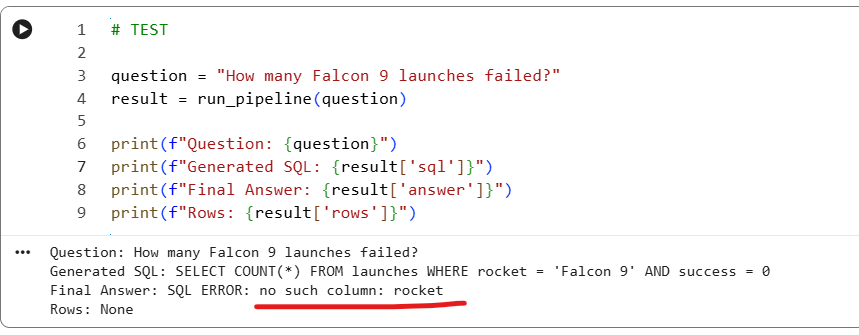 1 # TEST
2
3 question = "How many Falcon 9 launches failed?"
4 result = run_pipeline(question)
5
6 print(f"Question: {question}")
7 print(f"Generated SQL: {result['sql']}")
8 print(f"Final Answer: {result['answer']}")
9 print(f"Rows: {result['rows']}")
Question: How many Falcon 9 launches failed?
Generated SQL: SELECT COUNT(*) FROM launches WHERE rocket = 'Falcon 9' AND success = 0
Final Answer: SQL ERROR: no such column: rocket
Rows: None